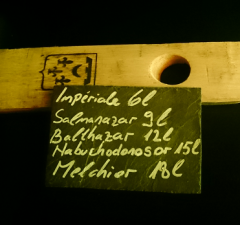 Impériale 6l
Salmanazar 9l
Balthazar 12l
Nabuchodonosor 15l
Melchior 18l